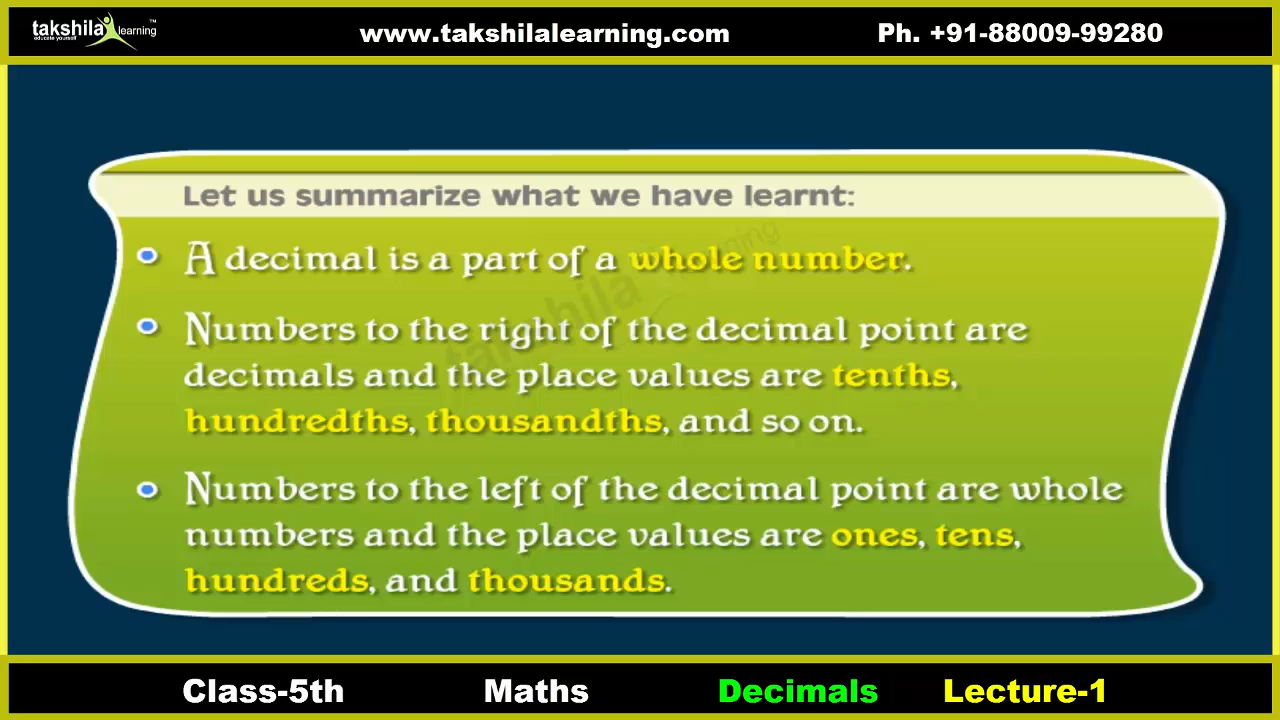 takshila learning™
educate yourself
www.takshilalearning.com
Ph. +91-88009-99280
Let us summarize what we have learnt:
• A decimal is a part of a whole number.
• Numbers to the right of the decimal point are
decimals and the place values are tenths,
hundredths, thousandths, and so on.
• Numbers to the left of the decimal point are whole
numbers and the place values are ones, tens,
hundreds, and thousands.
takshila learning
Class-5th Maths Decimals Lecture-1